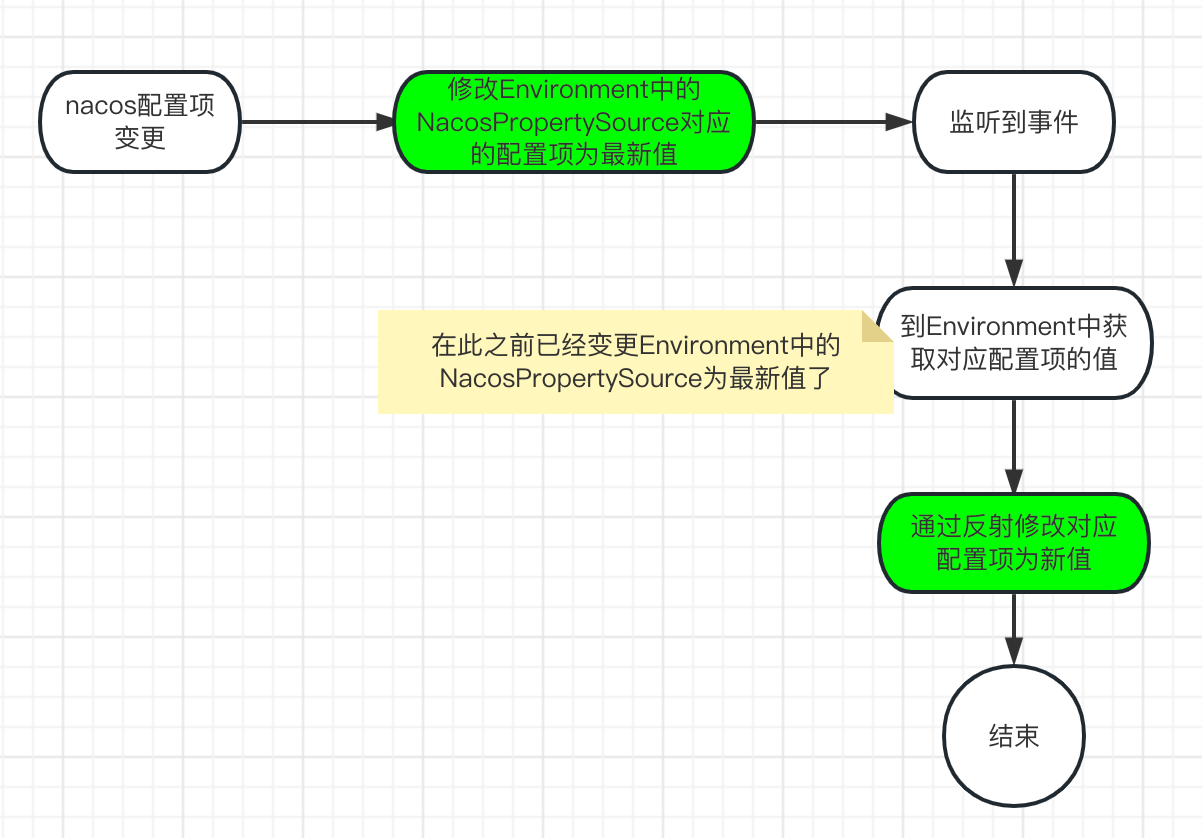 nacos配置项
变更
修改Environment中的
NacosPropertySource对应
的配置项为最新值
监听到事件
到Environment中获
取对应配置项的值
在此之前已经变更Environment中的
NacosPropertySource为最新值了
通过反射修改对应
配置项为新值
结束